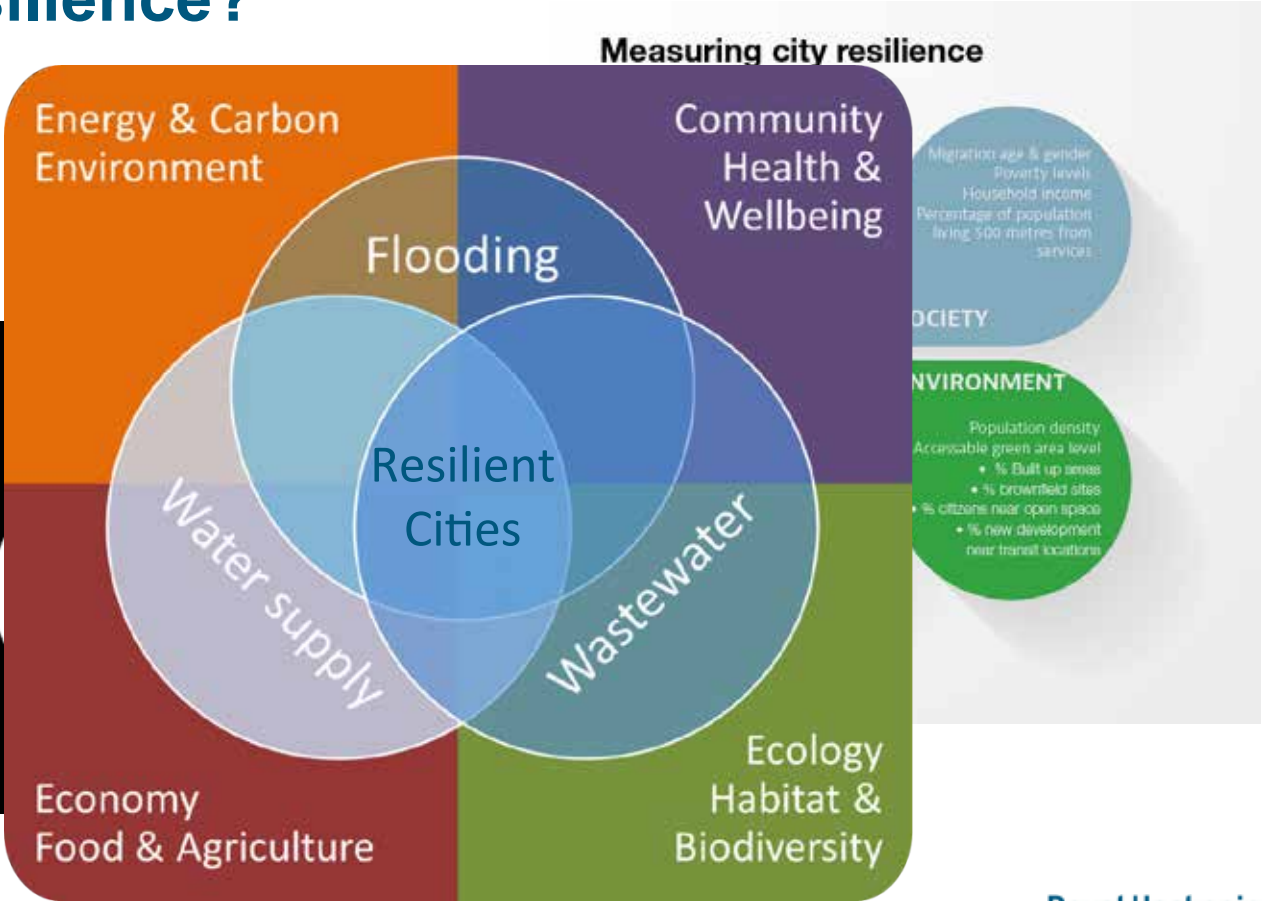 silience?
Measuring city resilience
Energy & Carbon
Environment
Community
Health &
Wellbeing
Flooding
Water supply
Wastewater
Resilient
Cities
Economy
Food & Agriculture
Ecology
Habitat &
Biodiversity
Migration age & gender
Poverty levels
Household income
Percentage of population
living 500 metres from
services
OCIETY
NVIRONMENT
Population density
Accessable green area level
• % Built up areas
• % brownfield sites
• % citizens near open space
• % new development
near transit locations